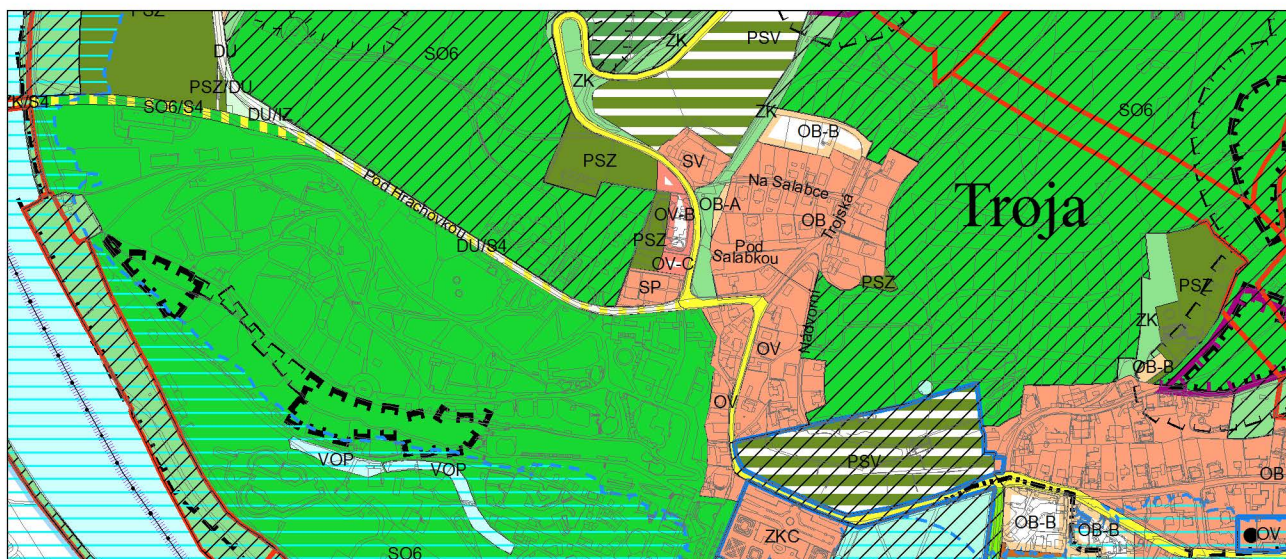 PSZ
ZK
PSV
DU
SO6
PSZ/DU
ZK
SO6/S4
DU/IZ
ZK
SO6
OB-B
PSZ
SV
Na Salabce
Troja
Pod Hrachovkou
OB-A
OV-B
OB
Trojská
DU/S4
PSZ
Pod
Salabkou
OV-C
SP
PSZ
PSZ
Nádvorní
ZK
OV
OB-B
OV
VOP
VOP
PSV
OB
ZKC
OB-B
OB-B
OV
SO6